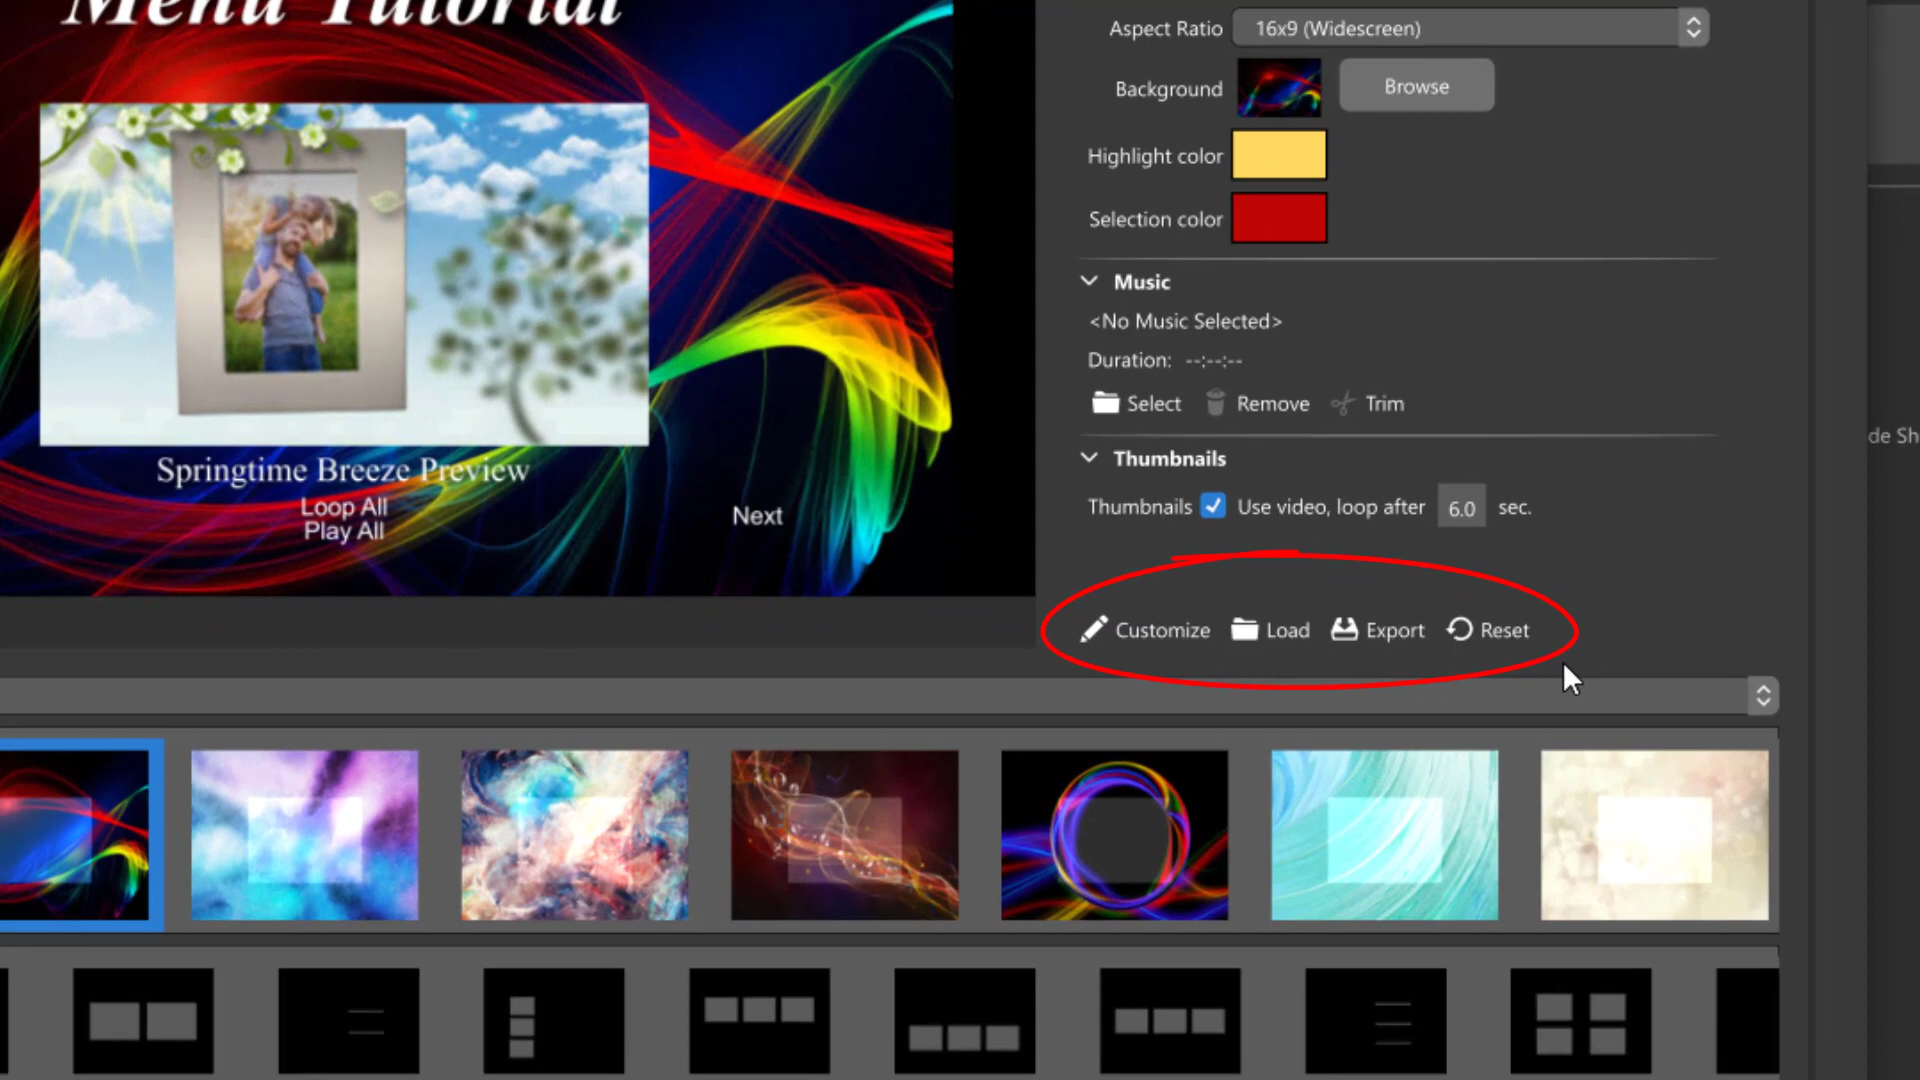 Menu Tutorial
Springtime Breeze Preview
Loop All
Play All
Next
Aspect Ratio 16x9 (Widescreen)
Background Browse
Highlight color
Selection color
Music
<No Music Selected>
Duration: --:--:--
Select Remove Trim
Thumbnails
Thumbnails Use video, loop after 6.0 sec.
Customize Load Export Reset
de Sh